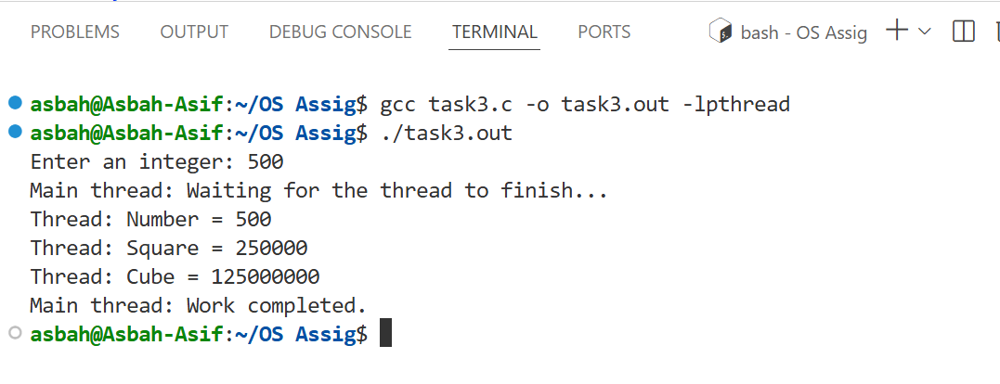 PROBLEMS OUTPUT DEBUG CONSOLE TERMINAL PORTS bash - OS Assig
asbah@Asbah-Asif:~/OS Assig$ gcc task3.c -o task3.out -lpthread
asbah@Asbah-Asif:~/OS Assig$ ./task3.out
Enter an integer: 500
Main thread: Waiting for the thread to finish...
Thread: Number = 500
Thread: Square = 250000
Thread: Cube = 125000000
Main thread: Work completed.
asbah@Asbah-Asif:~/OS Assig$